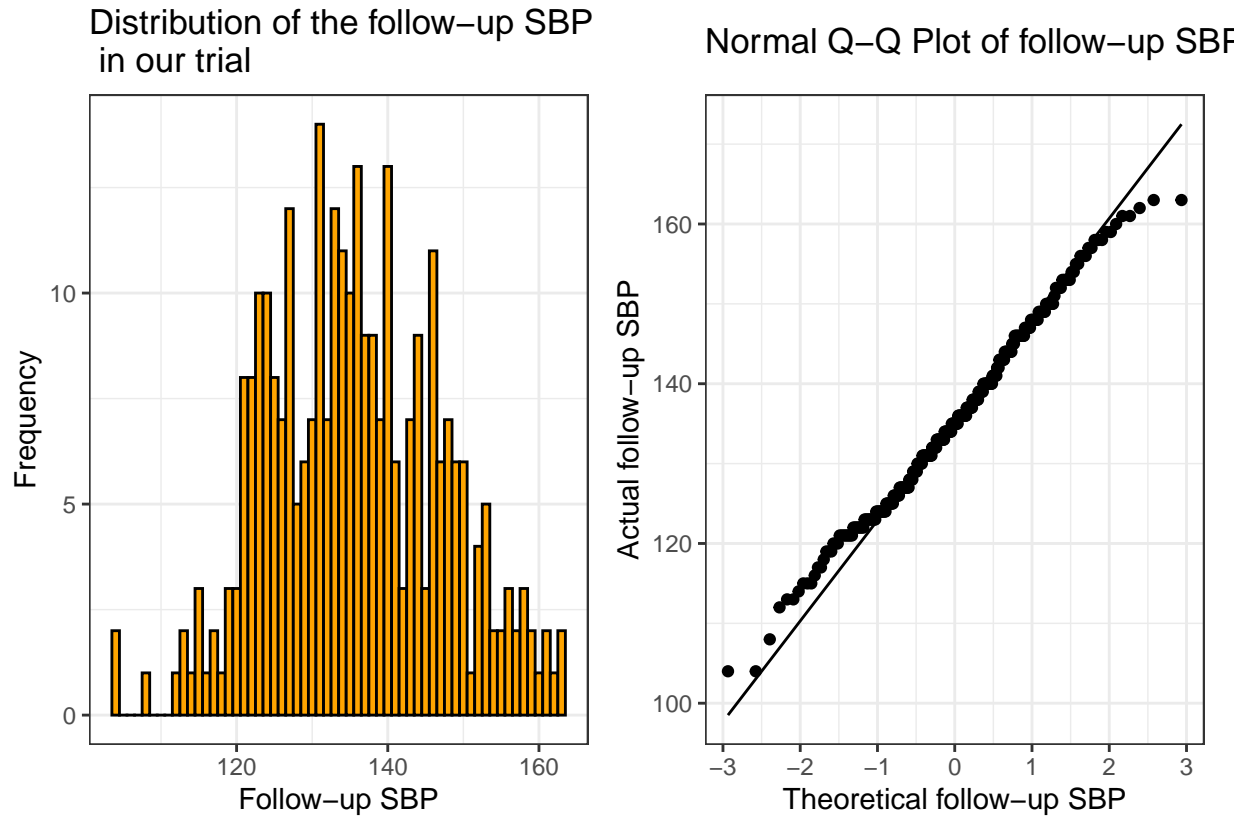 Distribution of the follow−up SBP
in our trial
Frequency
10
5
0
120
140
160
Follow−up SBP
Normal Q−Q Plot of follow−up SBP
Actual follow−up SBP
160
140
120
100
−3
−2
−1
0
1
2
3
Theoretical follow−up SBP